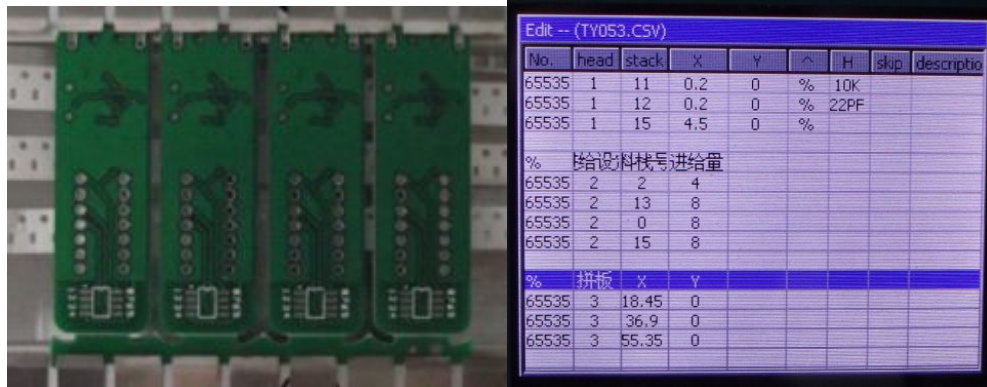 Edit -- (TY053.CSV)
No. head stack X Y ^ H skip descriptio
65535 1 11 0.2 0 % 10K
65535 1 12 0.2 0 % 22PF
65535 1 15 4.5 0 %
% 给设 料栈号 进给量
65535 2 2 4
65535 2 13 8
65535 2 0 8
65535 2 15 8
% 拼板 X Y
65535 3 18.45 0
65535 3 36.9 0
65535 3 55.35 0